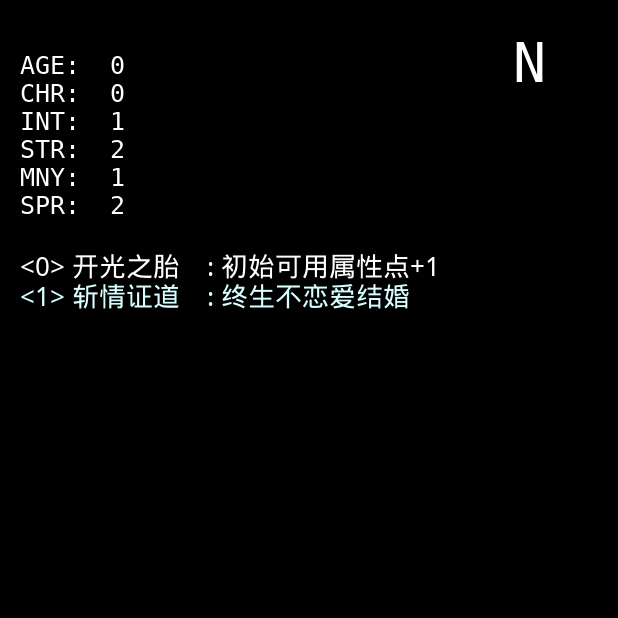 N
AGE: 0
CHR: 0
INT: 1
STR: 2
MNY: 1
SPR: 2
<0> 开光之胎 : 初始可用属性点+1
<1> 斩情证道 : 终生不恋爱结婚